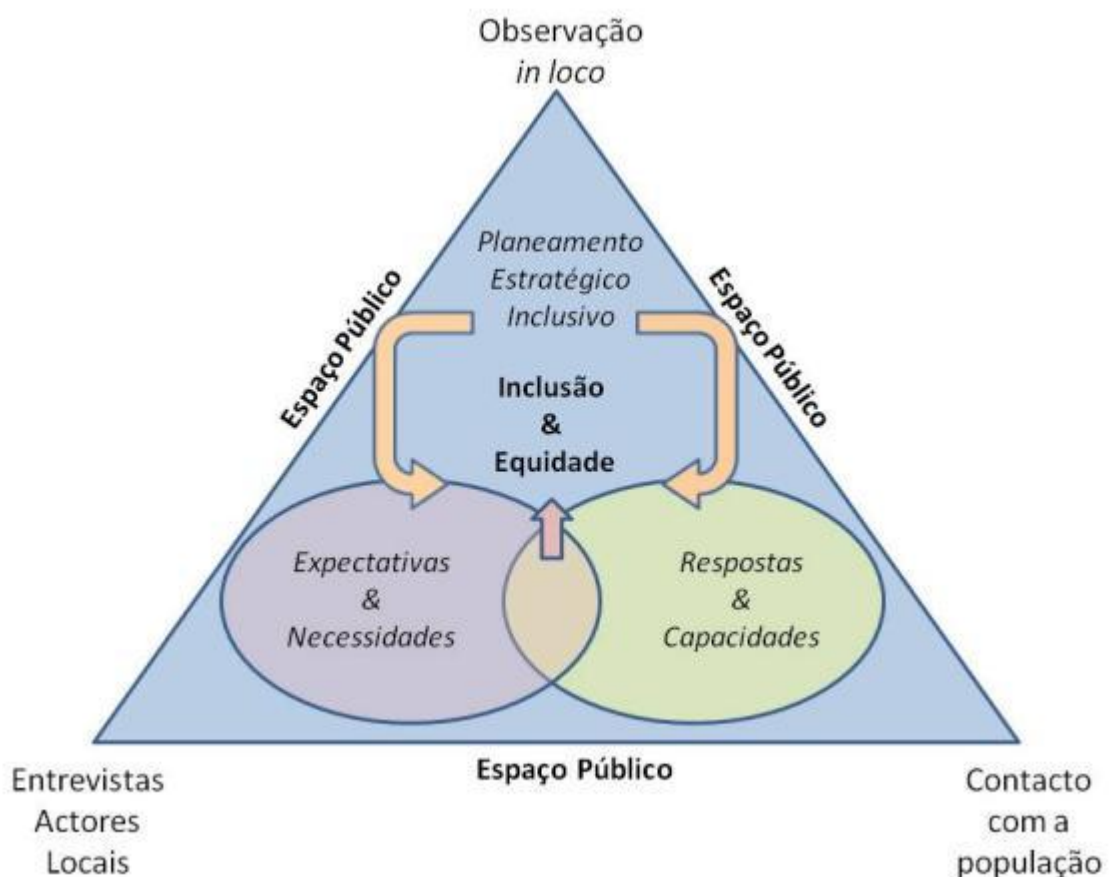 Observação
in loco
Planeamento
Estratégico
Inclusivo
Espaço Público
Espaço Público
Inclusão
&
Equidade
Expectativas
&
Necessidades
Respostas
&
Capacidades
Espaço Público
Entrevistas
Actores
Locais
Contacto
com a
população